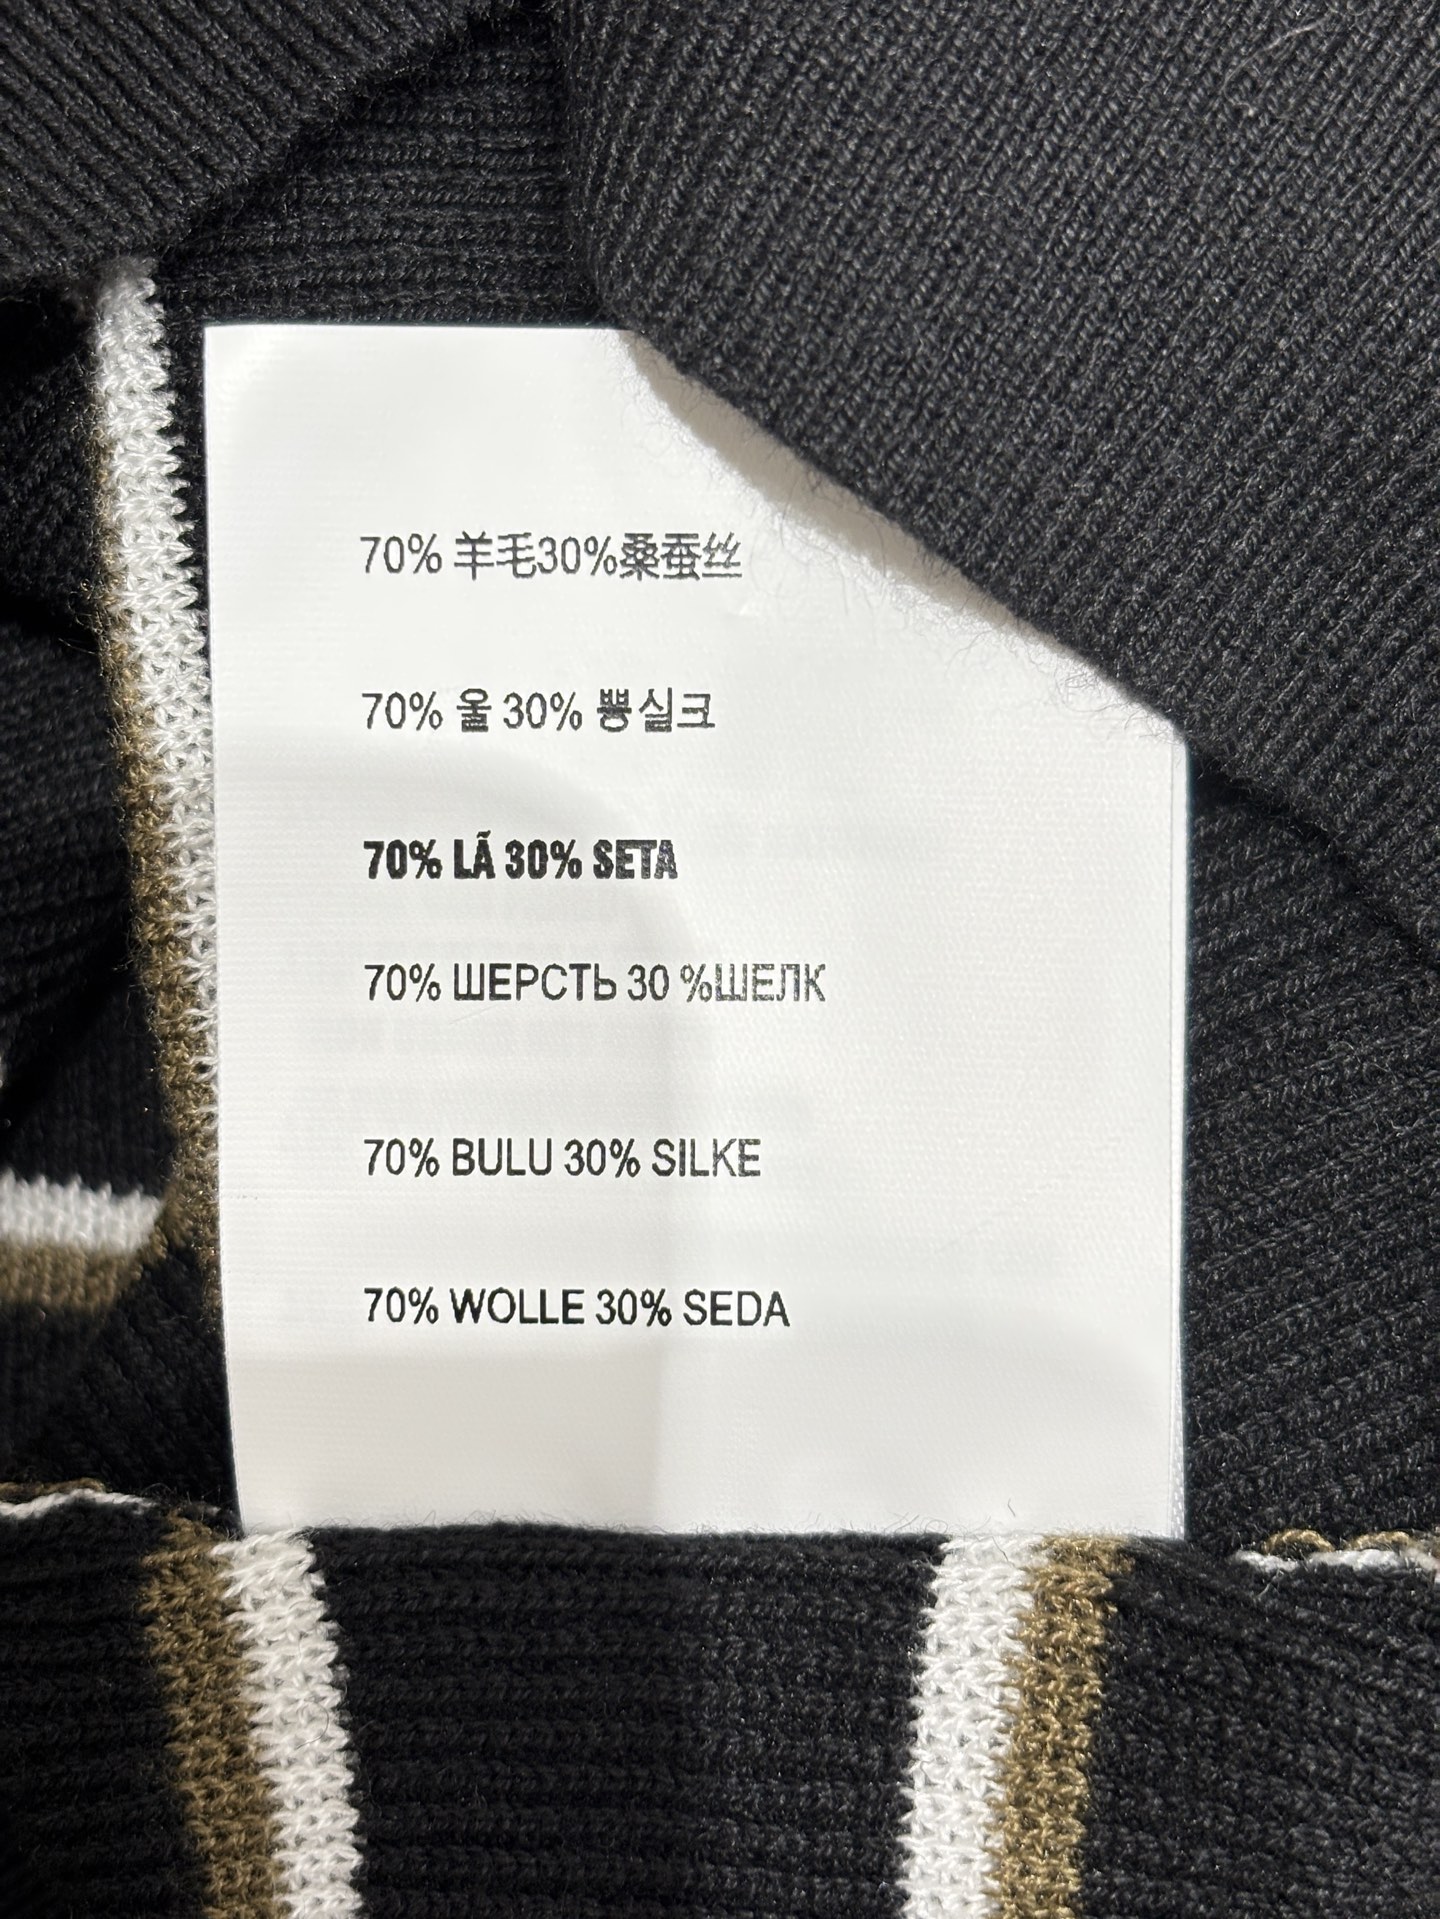 70% 羊毛30%桑蚕丝
70% 울 30% 뽕실크
70% LÃ 30% SETA
70% ШЕРСТЬ 30 %ШЕЛК
70% BULU 30% SILKE
70% WOLLE 30% SEDA